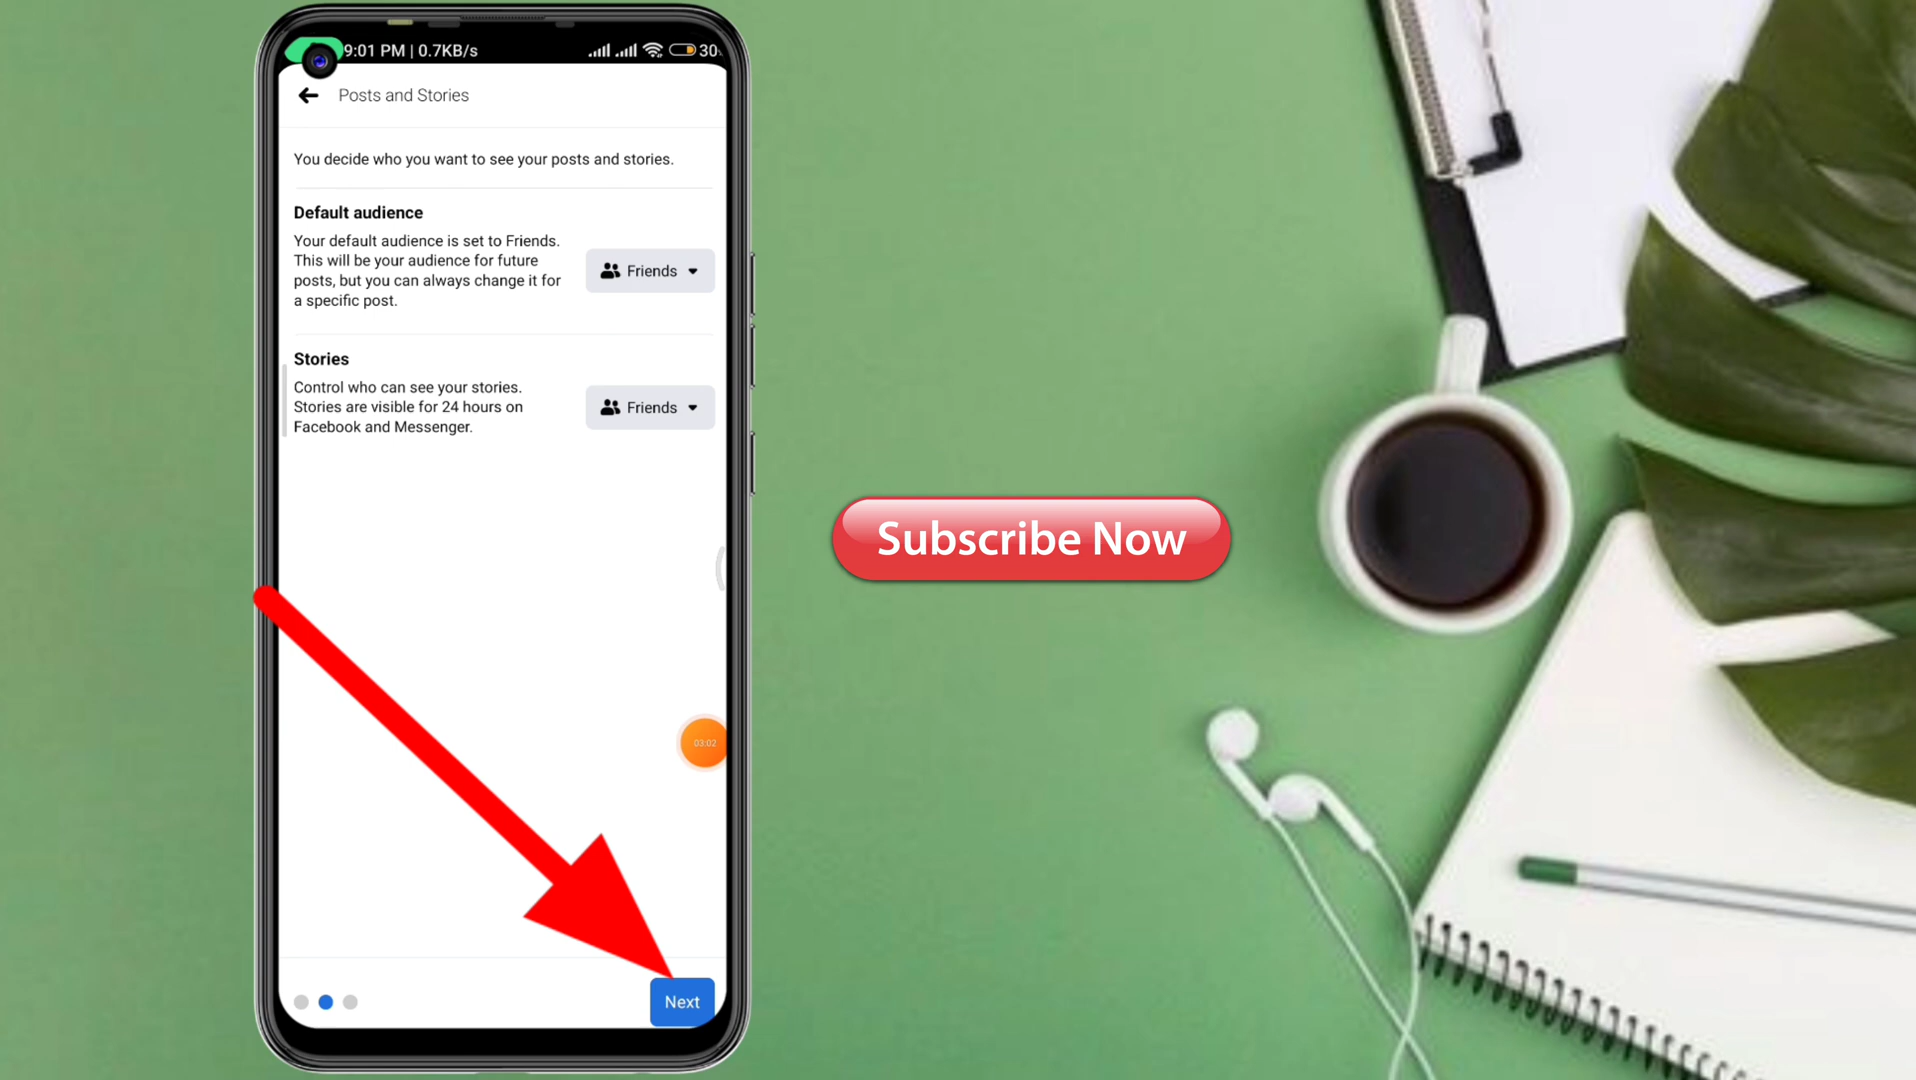 9:01 PM | 0.7KB/s
30
Posts and Stories
You decide who you want to see your posts and stories.
Default audience
Your default audience is set to Friends.
This will be your audience for future
posts, but you can always change it for
a specific post.
Friends
Stories
Control who can see your stories.
Stories are visible for 24 hours on
Facebook and Messenger.
Friends
Subscribe Now
03:02
Next